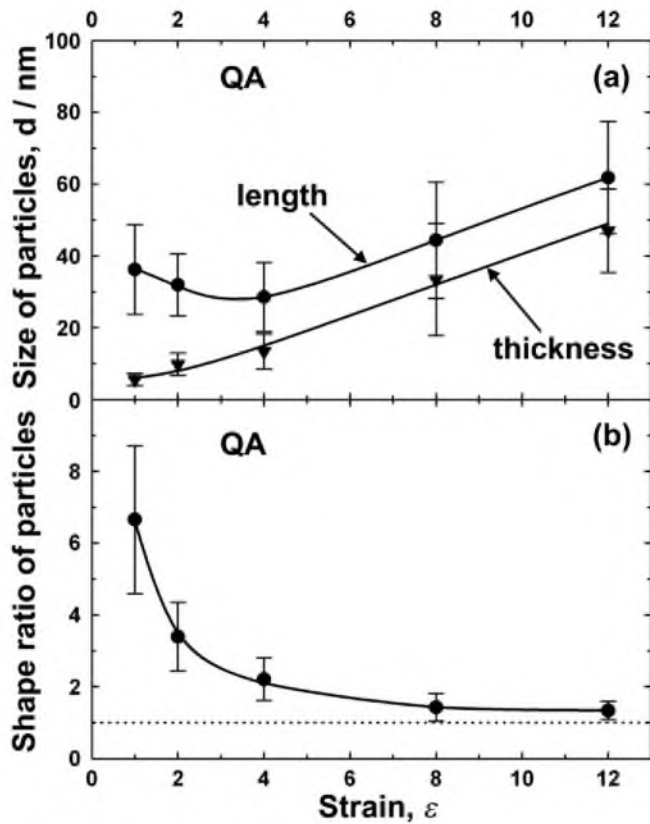 0 2 4 6 8 10 12
100
80
60
40
20
0
Size of particles, d / nm
QA
(a)
length
thickness
8
6
4
2
0
Shape ratio of particles
QA
(b)
0 2 4 6 8 10 12
Strain, ε